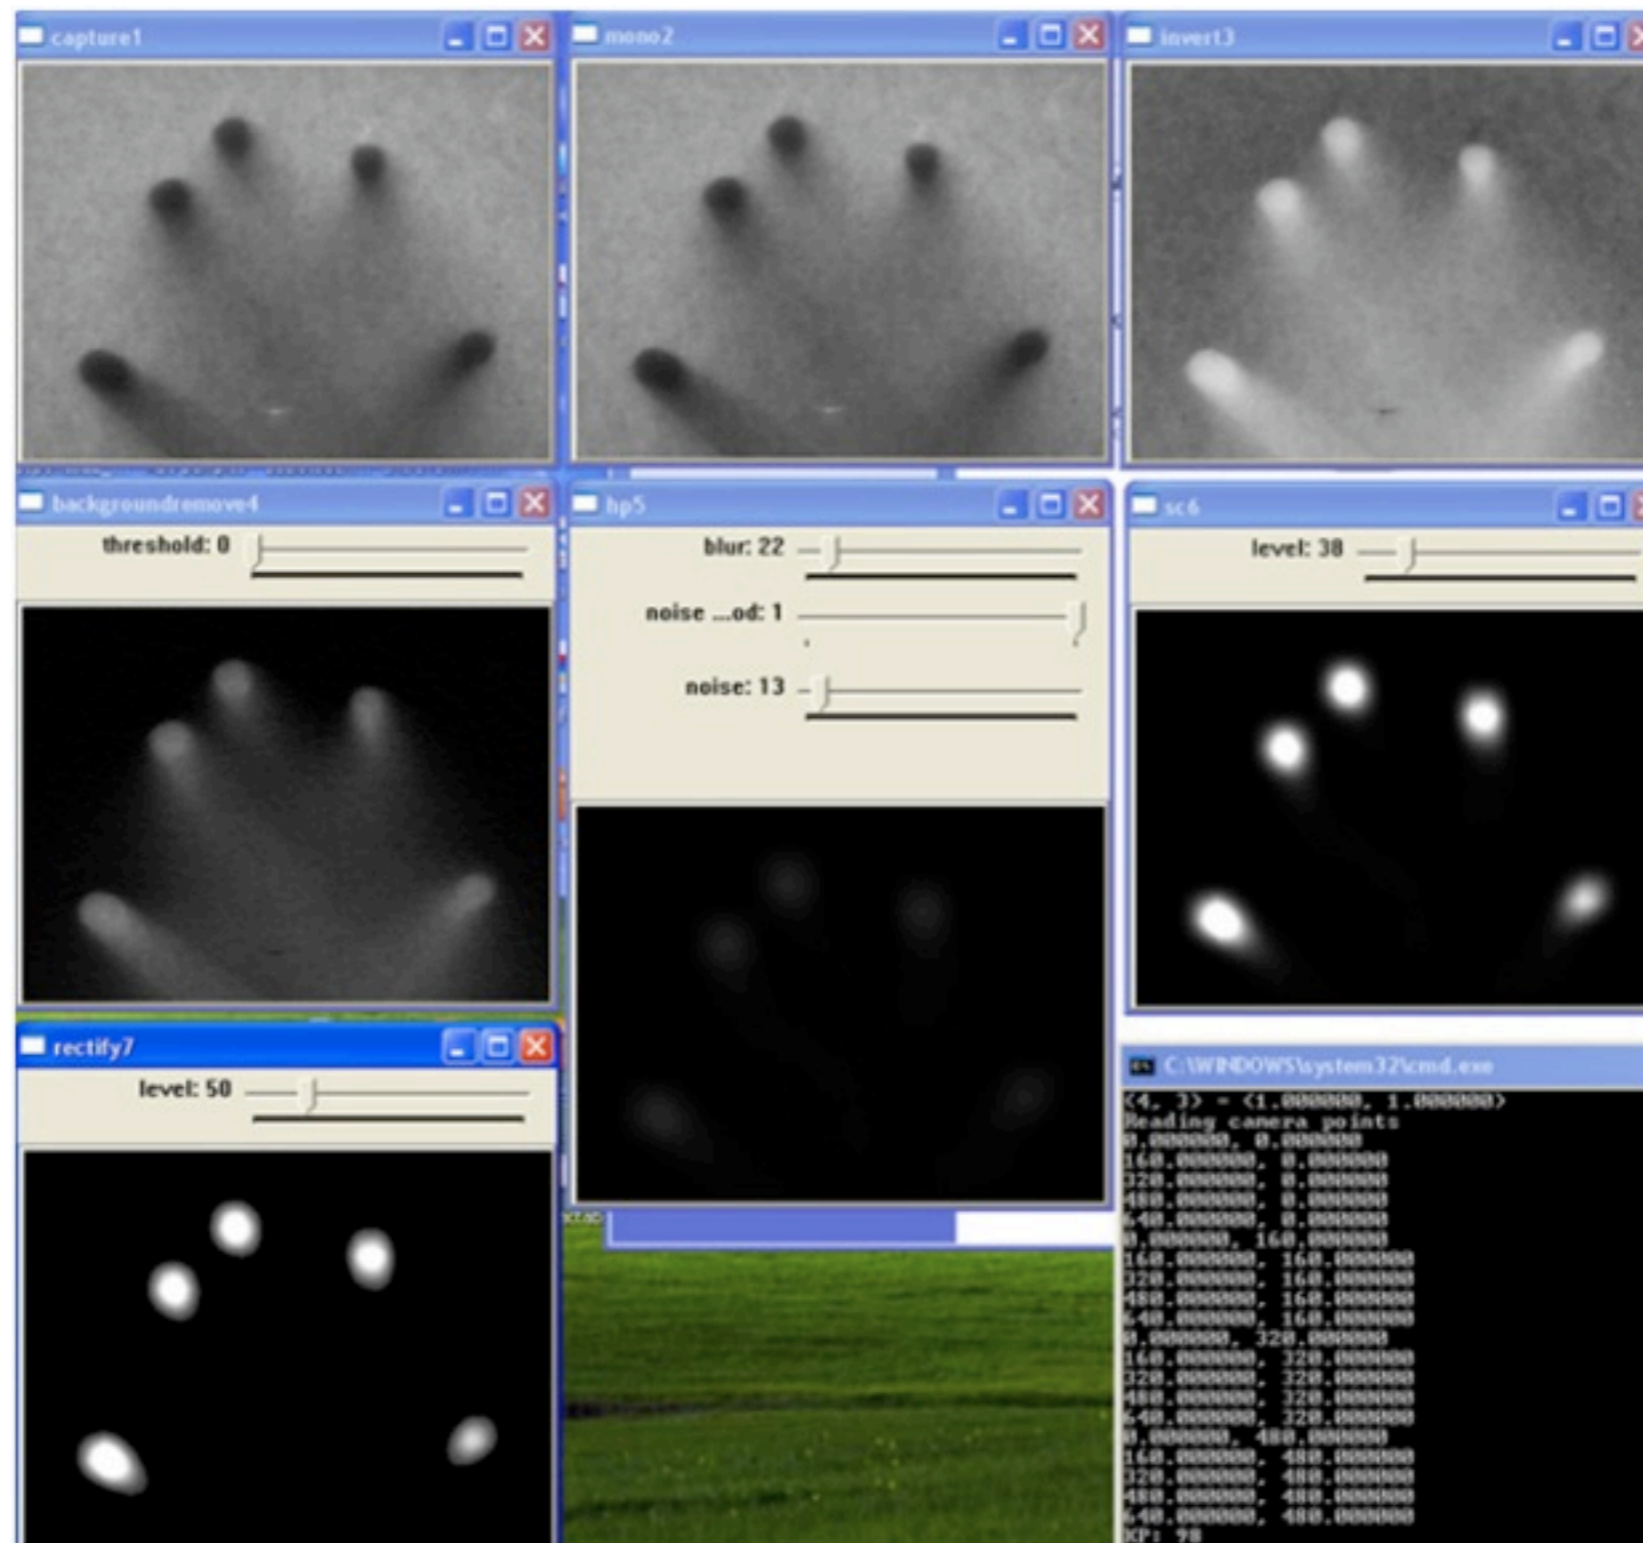 capture1
mono2
invert3
backgroundremove4
threshold: 0
hp5
blur: 22
noise ...od: 1
noise: 13
sc6
level: 38
rectify7
level: 50
C:\WINDOWS\system32\cmd.exe
(4, 3) = (1.000000, 1.000000)
Reading camera points
0.000000, 0.000000
160.000000, 0.000000
320.000000, 0.000000
480.000000, 0.000000
640.000000, 0.000000
0.000000, 160.000000
160.000000, 160.000000
320.000000, 160.000000
480.000000, 160.000000
640.000000, 160.000000
0.000000, 320.000000
160.000000, 320.000000
320.000000, 320.000000
480.000000, 320.000000
640.000000, 320.000000
0.000000, 480.000000
160.000000, 480.000000
320.000000, 480.000000
480.000000, 480.000000
640.000000, 480.000000
XP: 98